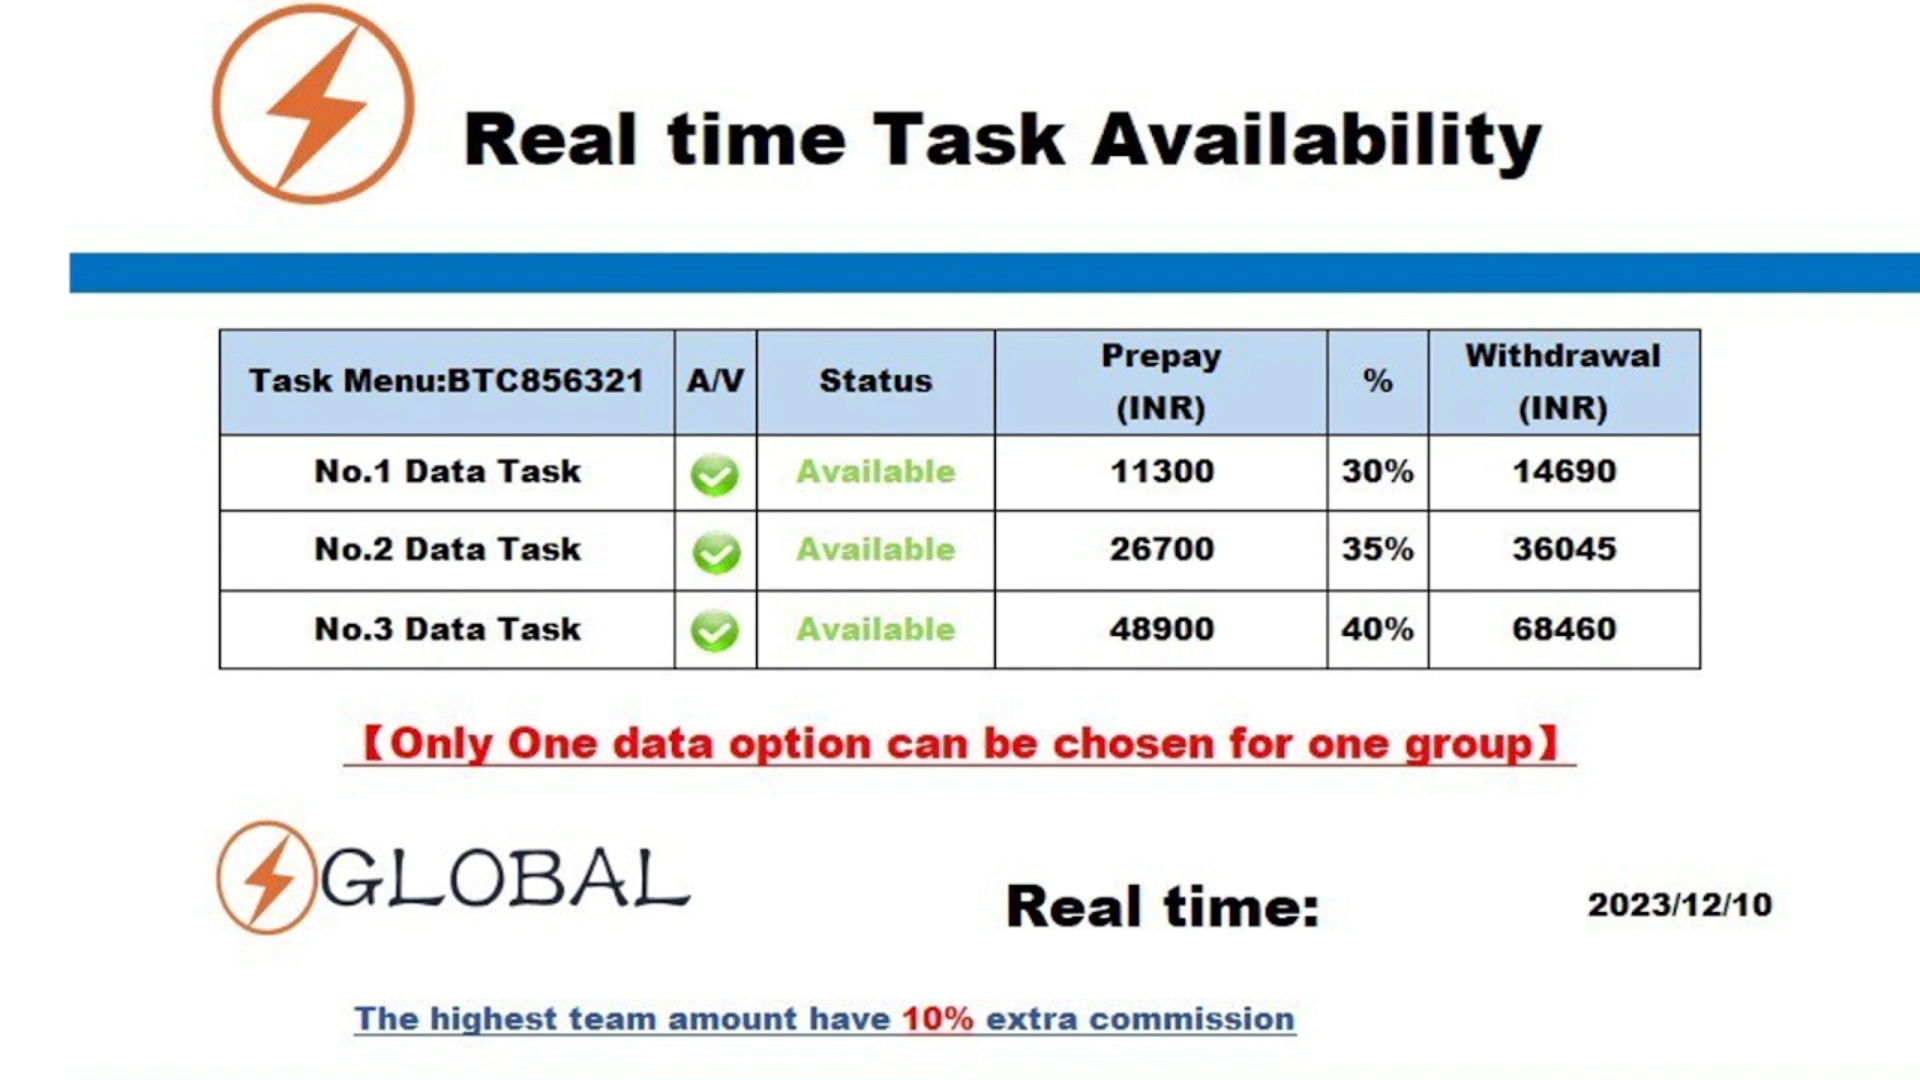 Real time Task Availability
Task Menu:BTC856321 A/V Status Prepay (INR) % Withdrawal (INR)
No.1 Data Task Available 11300 30% 14690
No.2 Data Task Available 26700 35% 36045
No.3 Data Task Available 48900 40% 68460
【Only One data option can be chosen for one group】
GLOBAL
Real time: 2023/12/10
The highest team amount have 10% extra commission